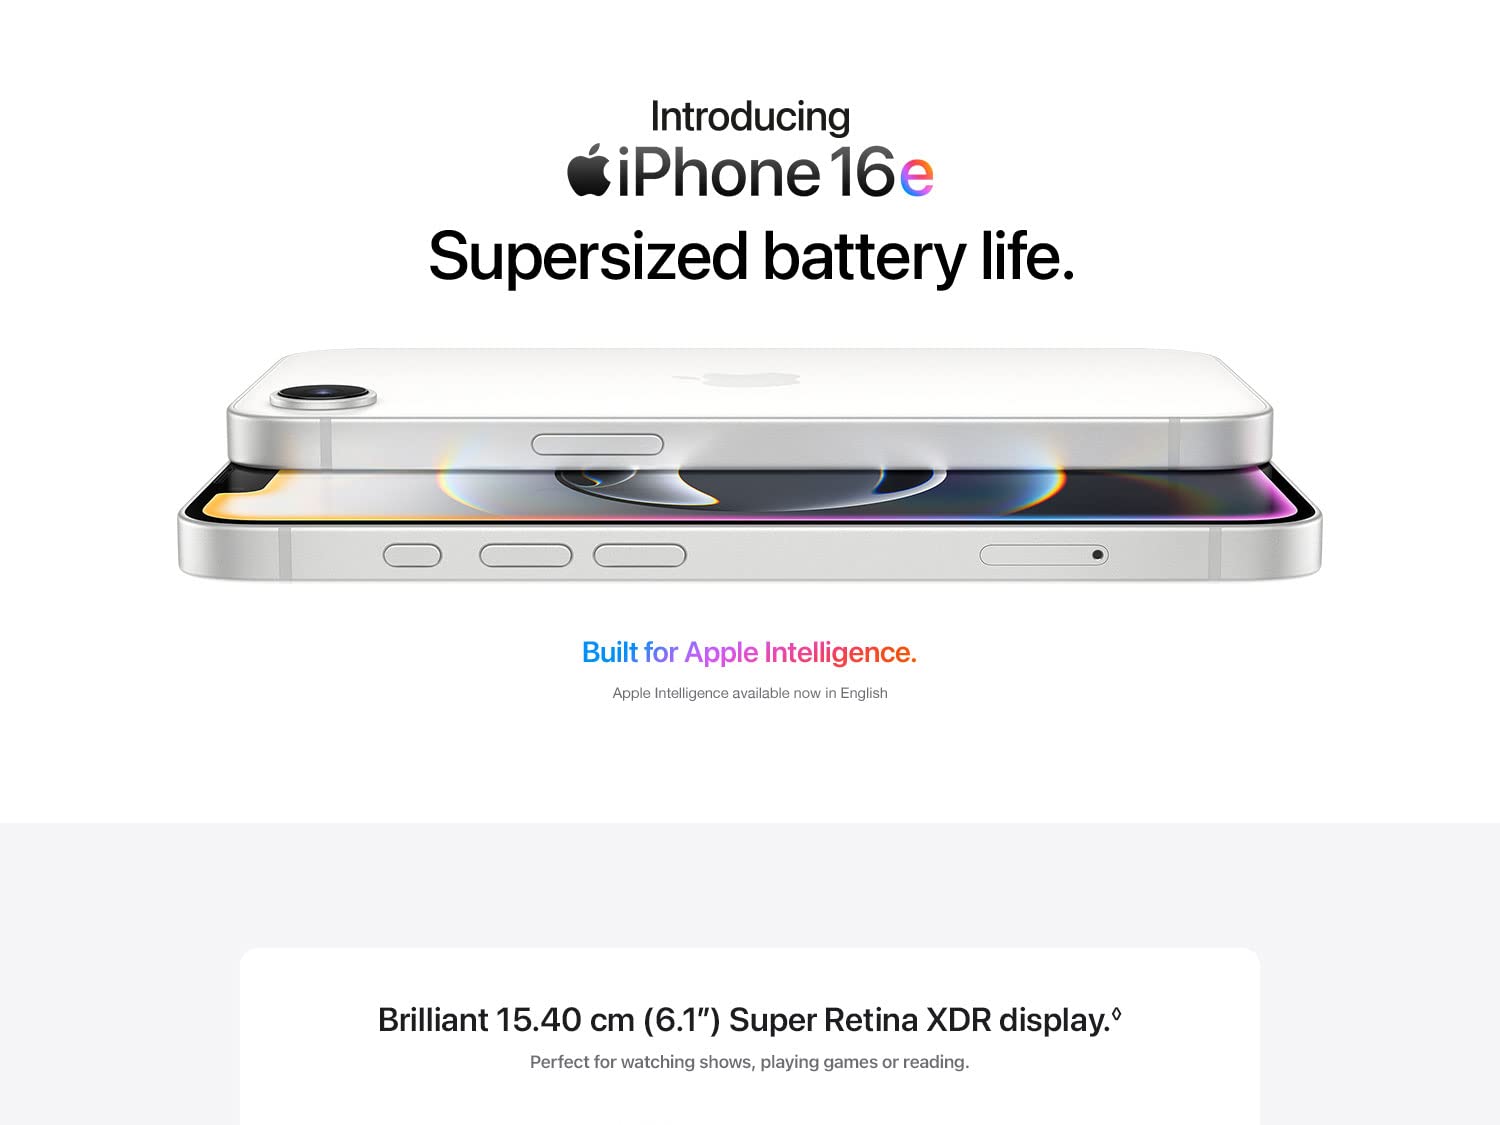 Introducing
iPhone 16e
Supersized battery life.
Built for Apple Intelligence.
Apple Intelligence available now in English
Brilliant 15.40 cm (6.1″) Super Retina XDR display.◊
Perfect for watching shows, playing games or reading.